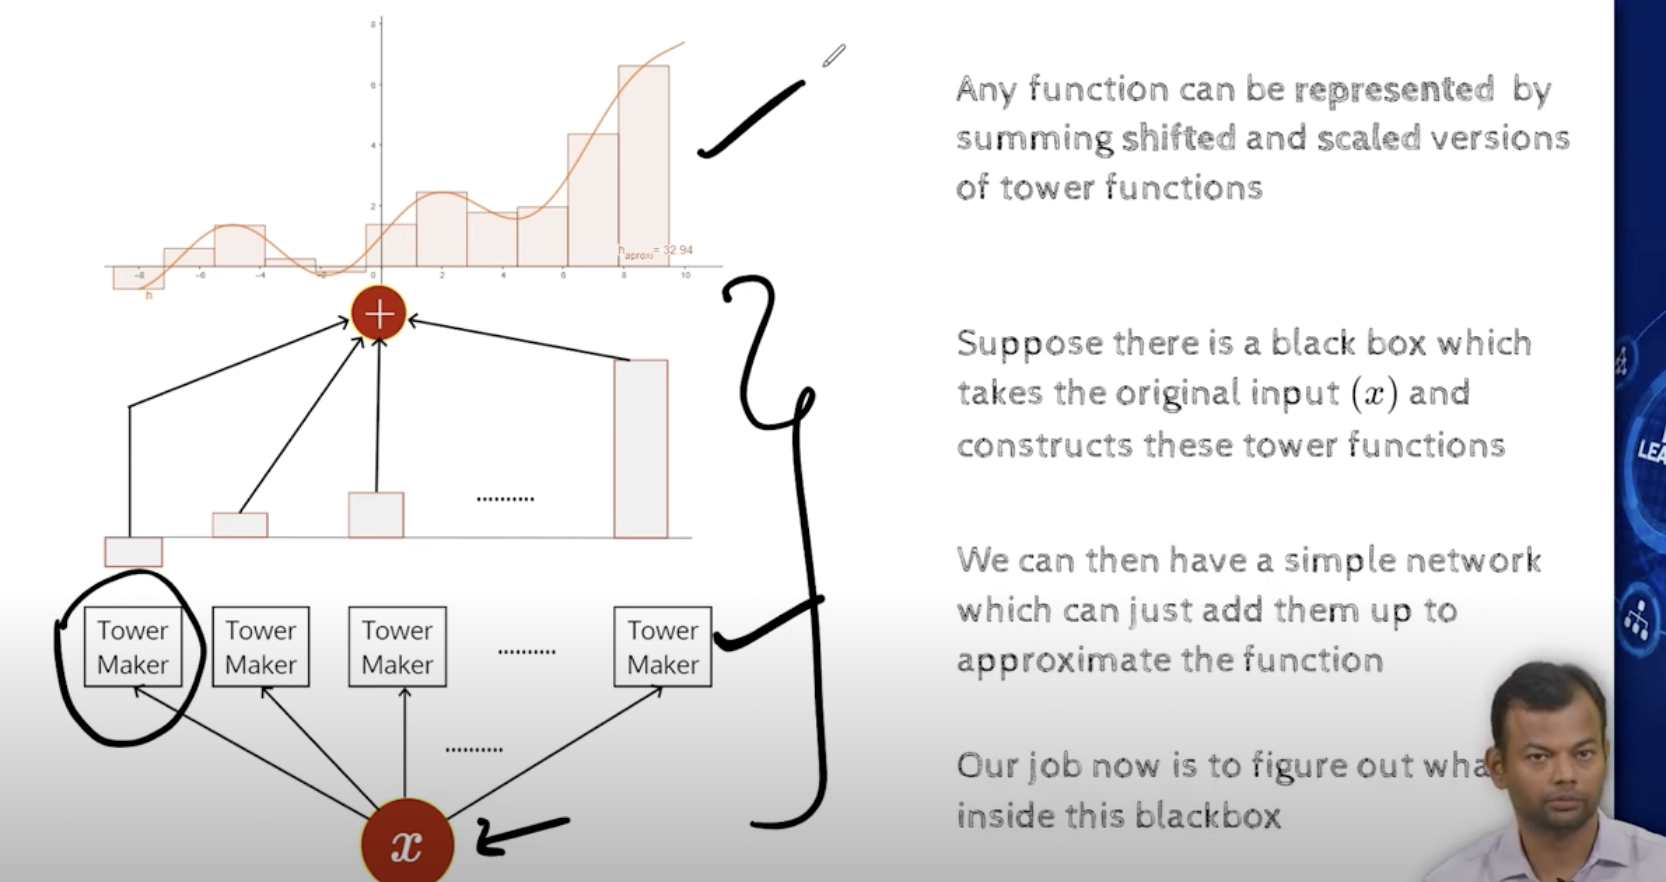 8
6
4
2
h
aproxi
= 32.94
-8
-6
-4
-2
0
2
4
6
8
10
h
+
..........
Tower
Maker
Tower
Maker
Tower
Maker
..........
Tower
Maker
..........
x
Any function can be represented by
summing shifted and scaled versions
of tower functions
Suppose there is a black box which
takes the original input (x) and
constructs these tower functions
We can then have a simple network
which can just add them up to
approximate the function
Our job now is to figure out wha
inside this blackbox
LEA